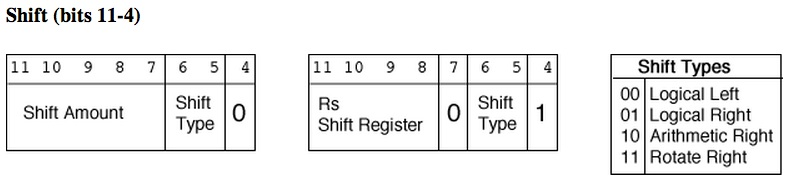 Shift (bits 11-4)
11 10 9 8 7 6 5 4
Shift Amount Shift Type 0
11 10 9 8 7 6 5 4
Rs Shift Register 0 Shift Type 1
Shift Types
00 Logical Left
01 Logical Right
10 Arithmetic Right
11 Rotate Right